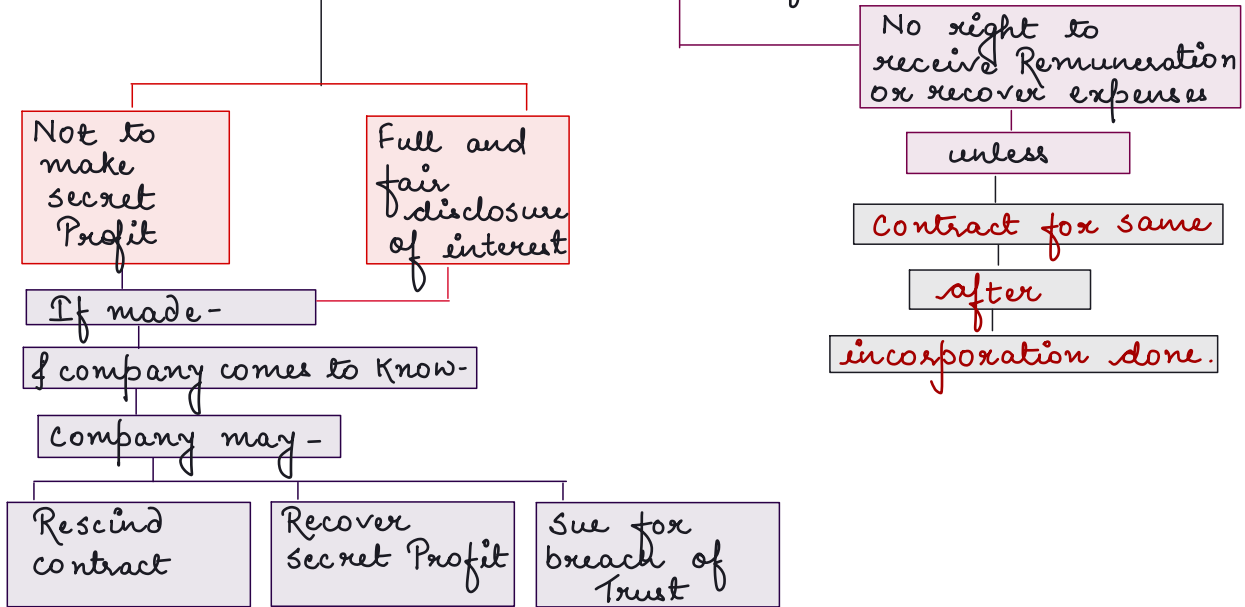 No right to
receive Remuneration
or recover expenses
unless
Contract for same
after
incorporation done.
Not to
make
secret
Profit
Full and
fair
disclosure
of interest
If made-
& company comes to Know-
Company may-
Rescind
contract
Recover
secret Profit
Sue for
breach of
Trust